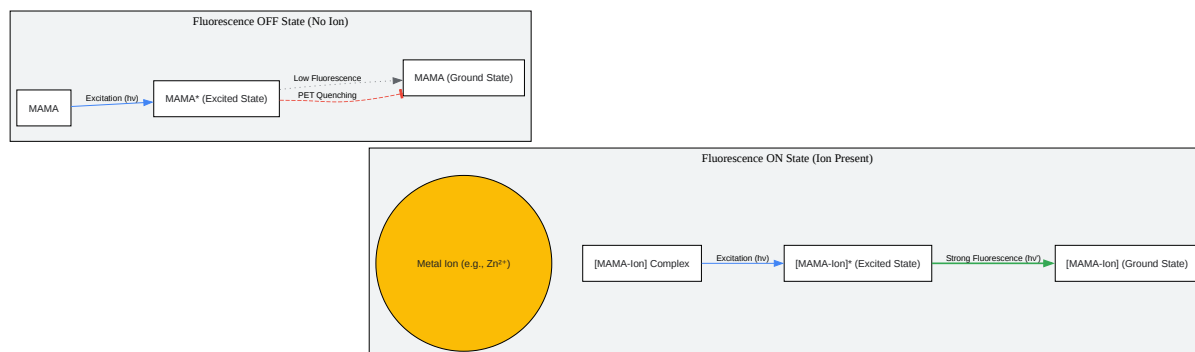 Fluorescence OFF State (No Ion)
MAMA
Excitation (hν)
MAMA* (Excited State)
Low Fluorescence
PET Quenching
MAMA (Ground State)
Fluorescence ON State (Ion Present)
Metal Ion (e.g., Zn²⁺)
[MAMA-Ion] Complex
Excitation (hν)
[MAMA-Ion]* (Excited State)
Strong Fluorescence (hν')
[MAMA-Ion] (Ground State)